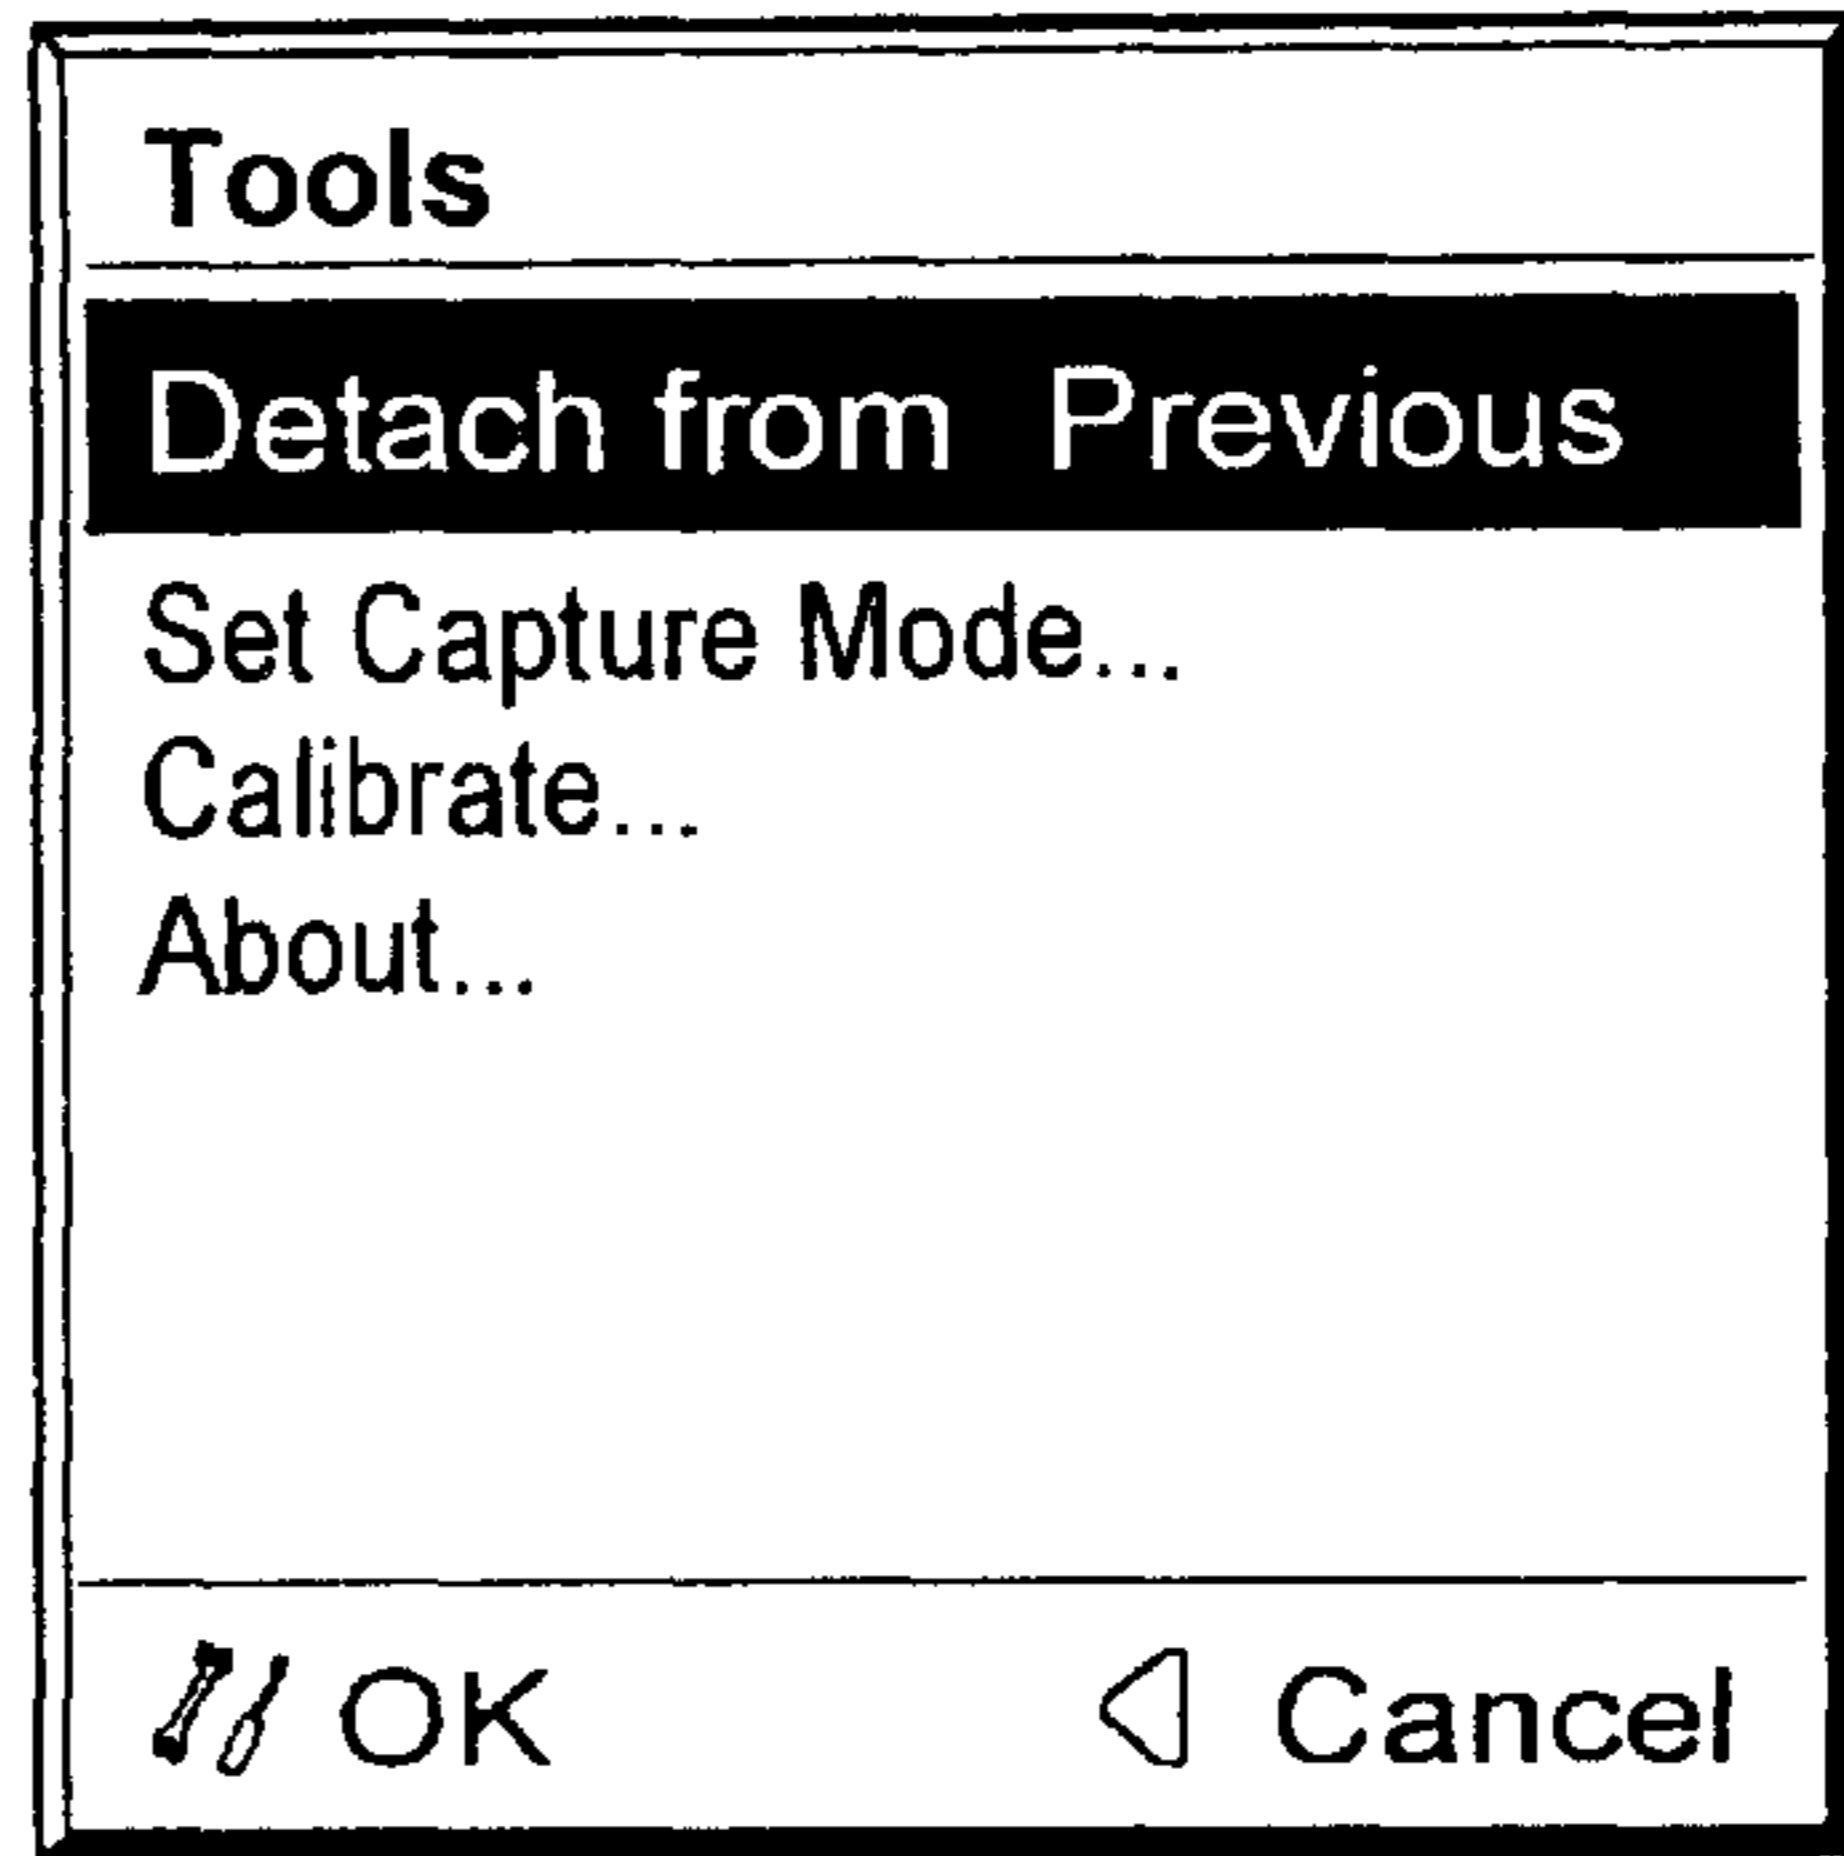 Tools
Detach from Previous
Set Capture Mode...
Calibrate...
About...
OK Cancel